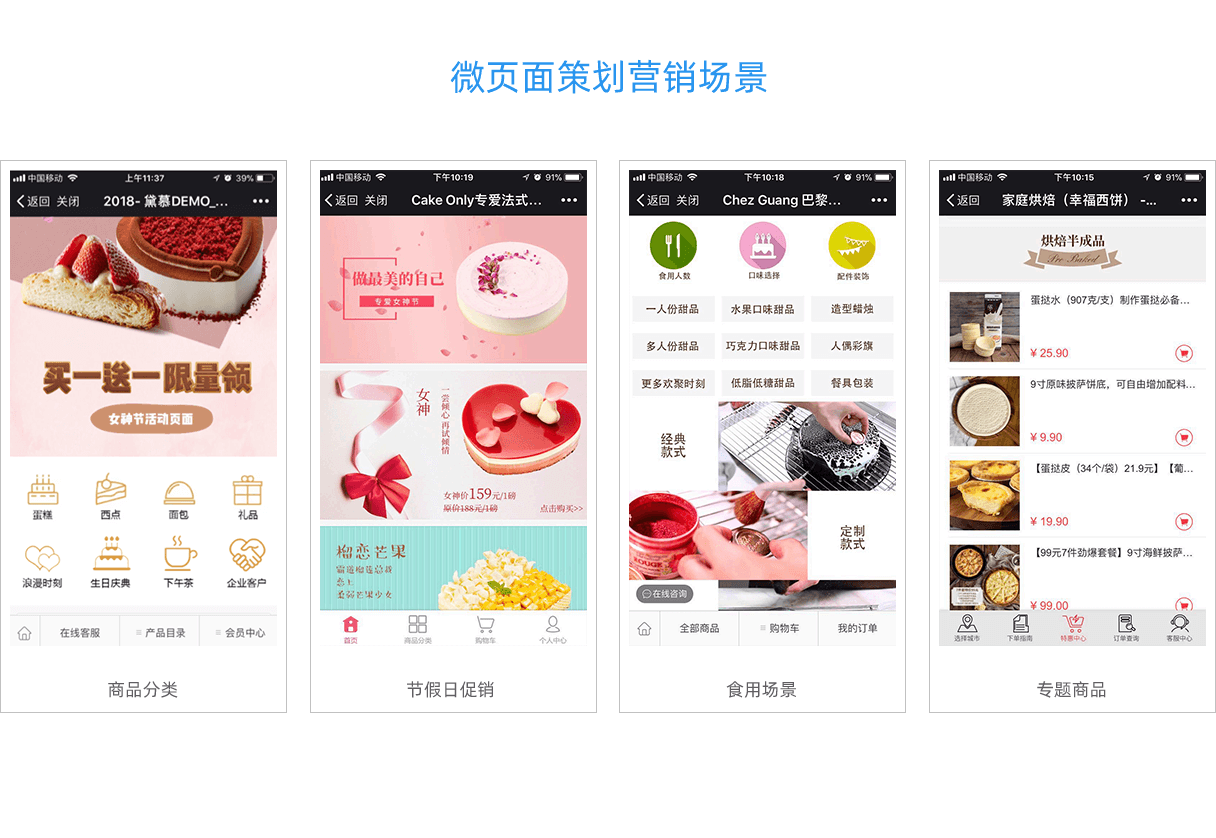 微页面策划营销场景
中国移动 上午11:37 39%
返回 关闭 2018- 黛慕DEMO_...
买一送一限量领
女神节活动页面
蛋糕 西点 面包 礼品
浪漫时刻 生日庆典 下午茶 企业客户
在线客服 产品目录 会员中心
商品分类
中国移动 下午10:19 91%
返回 关闭 Cake Only专爱法式...
做最美的自己
专爱女神节
女神
一尝倾心 再试倾情
女神价159元/1磅
原价188元/1磅 点击购买>>
榴恋芒果
霸道榴莲总裁
恋上
柔弱芒果少女
首页 商品分类 购物车 个人中心
节假日促销
中国移动 下午10:18 91%
返回 关闭 Chez Guang 巴黎...
食用人数 口味选择 配件装饰
一人份甜品 水果口味甜品 造型蜡烛
多人份甜品 巧克力口味甜品 人偶彩旗
更多欢聚时刻 低脂低糖甜品 餐具包装
经典
款式
定制
款式
ROUGE
在线咨询
全部商品 购物车 我的订单
食用场景
中国移动 下午10:15 91%
返回 家庭烘焙（幸福西饼） -...
烘焙半成品
Pre Baked
蛋挞水（907克/支）制作蛋挞必备...
¥ 25.90
9寸原味披萨饼底，可自由增加配料...
¥ 9.90
【蛋挞皮（34个/袋）21.9元】【葡...
¥ 19.90
【99元7件劲爆套餐】9寸海鲜披萨...
¥ 99.00
选择城市 下单指南 特惠中心 订单查询 客服中心
专题商品